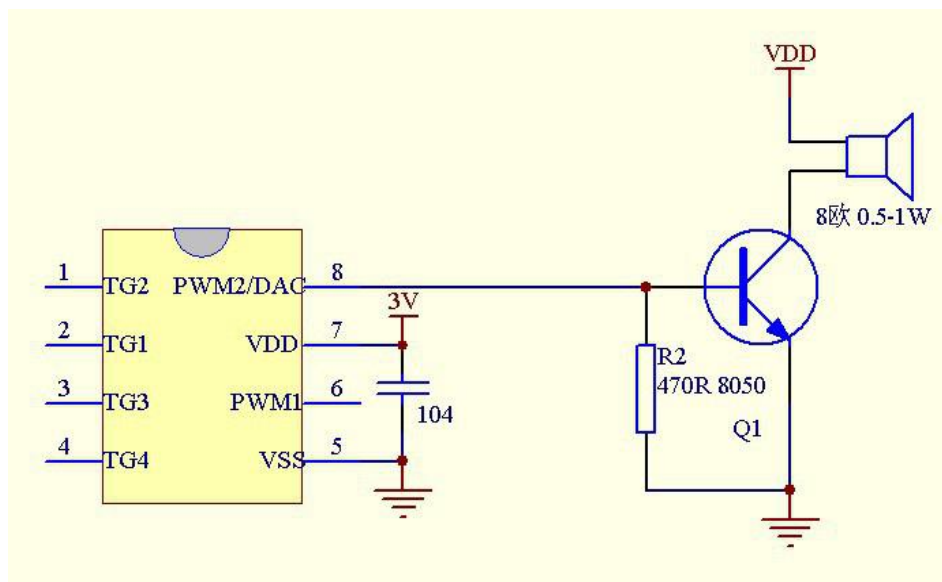 VDD
8欧 0.5-1W
1 TG2 PWM2/DAC 8
3V
2 TG1 VDD 7
3 TG3 PWM1 6
104
4 TG4 VSS 5
R2
470R 8050
Q1